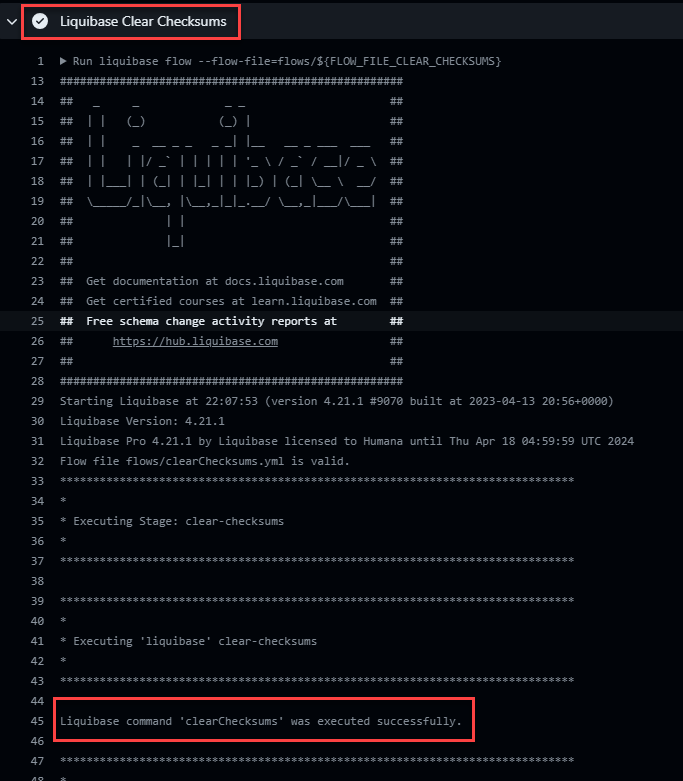 Liquibase Clear Checksums
1 ▶ Run liquibase flow --flow-file=flows/${FLOW_FILE_CLEAR_CHECKSUMS}
13 ####################################################
14 ##   _     _             _ _                      ##
15 ##  | |   (_)           (_) |                     ##
16 ##  | |    _  __ _ _   _ _| |__   __ _ ___  ___   ##
17 ##  | |   | |/ _` | | | | | '_ \ / _` / __|/ _ \  ##
18 ##  | |___| | (_| | |_| | | |_) | (_| \__ \  __/  ##
19 ##  \_____/_|\__, |\__,_|_|_.__/ \__,_|___/\___|  ##
20 ##              | |                               ##
21 ##              |_|                               ##
22 ##                                                ##
23 ##  Get documentation at docs.liquibase.com       ##
24 ##  Get certified courses at learn.liquibase.com  ##
25 ##  Free schema change activity reports at        ##
26 ##      https://hub.liquibase.com                 ##
27 ##                                                ##
28 ####################################################
29 Starting Liquibase at 22:07:53 (version 4.21.1 #9070 built at 2023-04-13 20:56+0000)
30 Liquibase Version: 4.21.1
31 Liquibase Pro 4.21.1 by Liquibase licensed to Humana until Thu Apr 18 04:59:59 UTC 2024
32 Flow file flows/clearChecksums.yml is valid.
33 ******************************************************************************
34 *
35 * Executing Stage: clear-checksums
36 *
37 ******************************************************************************
38
39 ******************************************************************************
40 *
41 * Executing 'liquibase' clear-checksums
42 *
43 ******************************************************************************
44
45 Liquibase command 'clearChecksums' was executed successfully.
46
47 ******************************************************************************
48 *